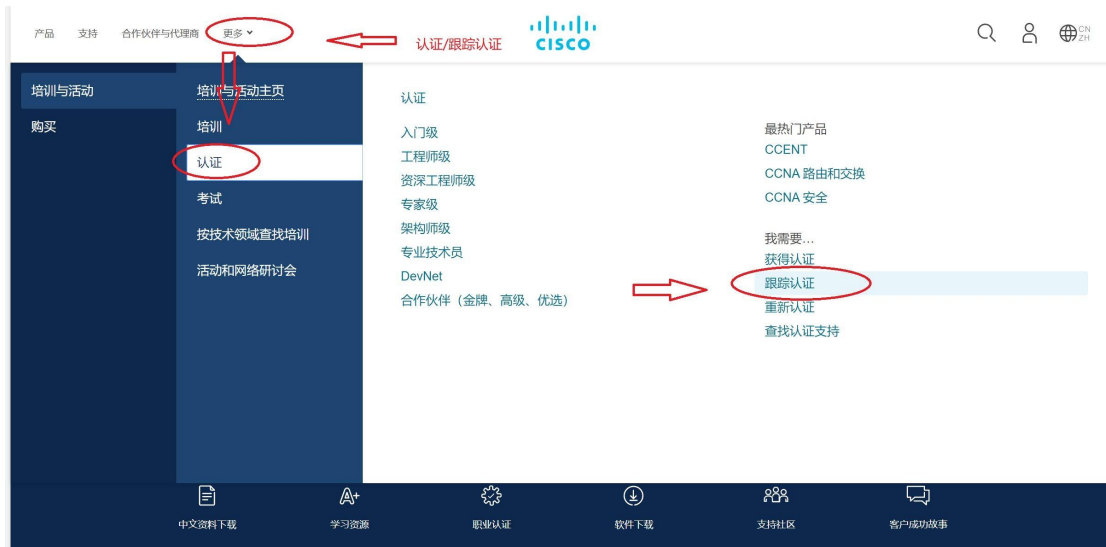 产品 支持 合作伙伴与代理商 更多
认证/跟踪认证
CISCO
CN
ZH
培训与活动
购买
培训与活动主页
培训
认证
考试
按技术领域查找培训
活动和网络研讨会
认证
入门级
工程师级
资深工程师级
专家级
架构师级
专业技术员
DevNet
合作伙伴（金牌、高级、优选）
最热门产品
CCENT
CCNA 路由和交换
CCNA 安全
我需要...
获得认证
跟踪认证
重新认证
查找认证支持
中文资料下载 学习资源 职业认证 软件下载 支持社区 客户成功故事